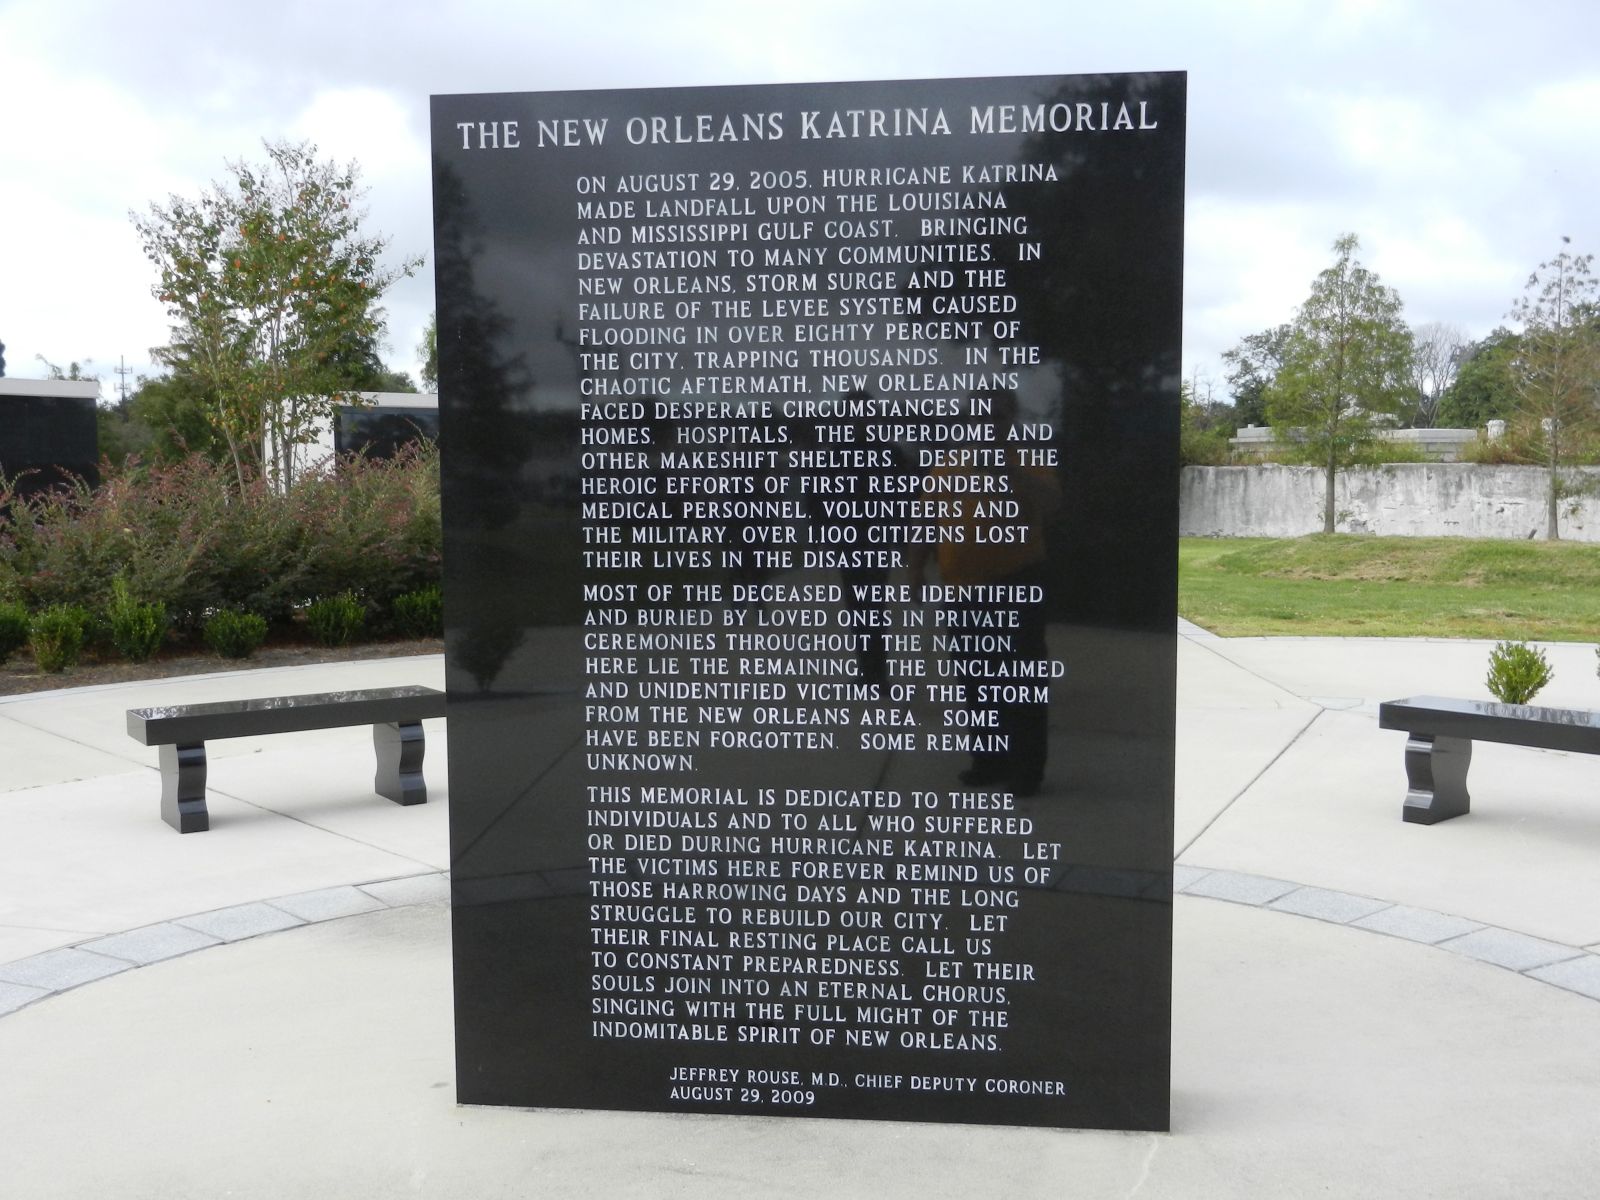 THE NEW ORLEANS KATRINA MEMORIAL
ON AUGUST 29, 2005, HURRICANE KATRINA
MADE LANDFALL UPON THE LOUISIANA
AND MISSISSIPPI GULF COAST. BRINGING
DEVASTATION TO MANY COMMUNITIES. IN
NEW ORLEANS, STORM SURGE AND THE
FAILURE OF THE LEVEE SYSTEM CAUSED
FLOODING IN OVER EIGHTY PERCENT OF
THE CITY, TRAPPING THOUSANDS. IN THE
CHAOTIC AFTERMATH, NEW ORLEANIANS
FACED DESPERATE CIRCUMSTANCES IN
HOMES, HOSPITALS, THE SUPERDOME AND
OTHER MAKESHIFT SHELTERS. DESPITE THE
HEROIC EFFORTS OF FIRST RESPONDERS,
MEDICAL PERSONNEL, VOLUNTEERS AND
THE MILITARY, OVER 1,100 CITIZENS LOST
THEIR LIVES IN THE DISASTER.
MOST OF THE DECEASED WERE IDENTIFIED
AND BURIED BY LOVED ONES IN PRIVATE
CEREMONIES THROUGHOUT THE NATION.
HERE LIE THE REMAINING, THE UNCLAIMED
AND UNIDENTIFIED VICTIMS OF THE STORM
FROM THE NEW ORLEANS AREA. SOME
HAVE BEEN FORGOTTEN. SOME REMAIN
UNKNOWN.
THIS MEMORIAL IS DEDICATED TO THESE
INDIVIDUALS AND TO ALL WHO SUFFERED
OR DIED DURING HURRICANE KATRINA. LET
THE VICTIMS HERE FOREVER REMIND US OF
THOSE HARROWING DAYS AND THE LONG
STRUGGLE TO REBUILD OUR CITY. LET
THEIR FINAL RESTING PLACE CALL US
TO CONSTANT PREPAREDNESS. LET THEIR
SOULS JOIN INTO AN ETERNAL CHORUS,
SINGING WITH THE FULL MIGHT OF THE
INDOMITABLE SPIRIT OF NEW ORLEANS.
JEFFREY ROUSE, M.D., CHIEF DEPUTY CORONER
AUGUST 29, 2009